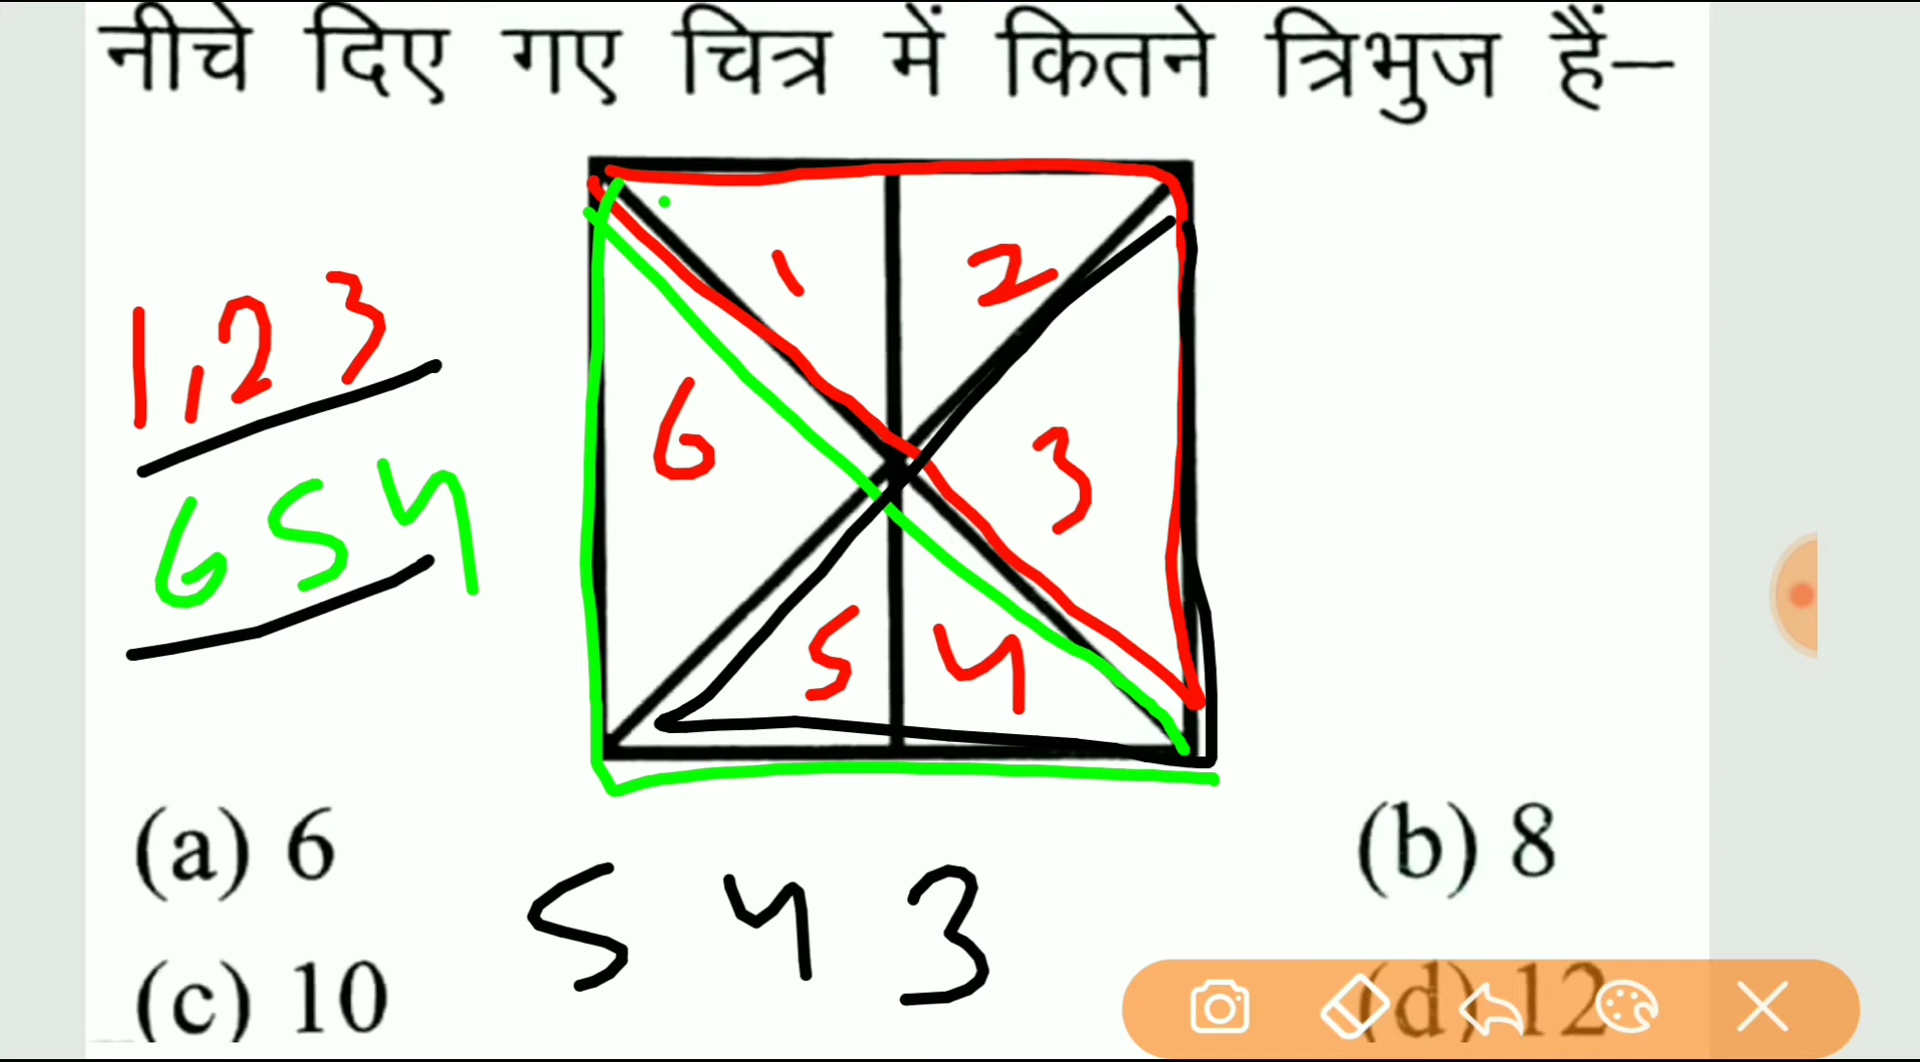 नीचे दिए गए चित्र में कितने त्रिभुज हैं–
1 2
1,2 3
6 3
6 5 4
5 4
(a) 6 (b) 8
5 4 3
(c) 10 (d) 12